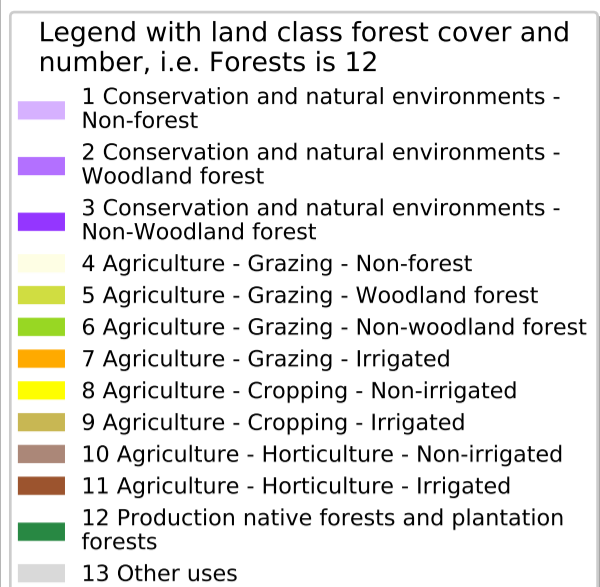 Legend with land class forest cover and
number, i.e. Forests is 12
1 Conservation and natural environments -
Non-forest
2 Conservation and natural environments -
Woodland forest
3 Conservation and natural environments -
Non-Woodland forest
4 Agriculture - Grazing - Non-forest
5 Agriculture - Grazing - Woodland forest
6 Agriculture - Grazing - Non-woodland forest
7 Agriculture - Grazing - Irrigated
8 Agriculture - Cropping - Non-irrigated
9 Agriculture - Cropping - Irrigated
10 Agriculture - Horticulture - Non-irrigated
11 Agriculture - Horticulture - Irrigated
12 Production native forests and plantation
forests
13 Other uses